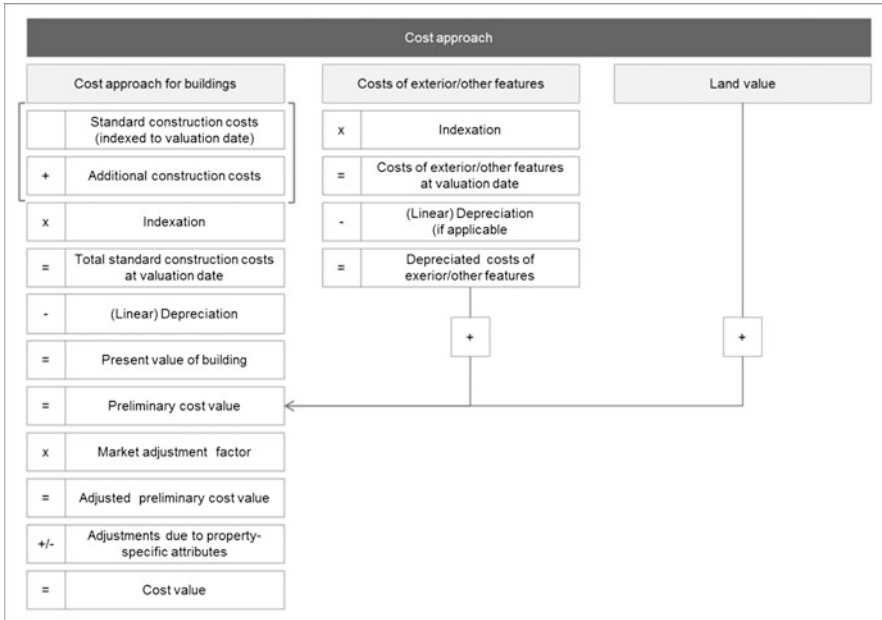 Cost approach
Cost approach for buildings
Standard construction costs
(indexed to valuation date)
+ Additional construction costs
x Indexation
= Total standard construction costs
at valuation date
- (Linear) Depreciation
= Present value of building
= Preliminary cost value
x Market adjustment factor
= Adjusted preliminary cost value
+/- Adjustments due to property-
specific attributes
= Cost value
Costs of exterior/other features
x Indexation
= Costs of exterior/other features
at valuation date
- (Linear) Depreciation
(if applicable
= Depreciated costs of
exerior/other features
+
Land value
+